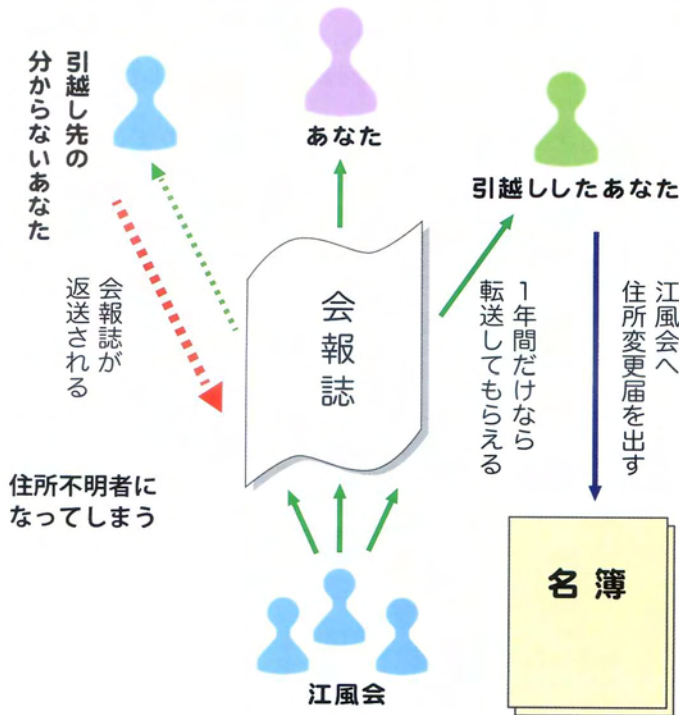 引越し先の
分からないあなた
あなた
引越ししたあなた
会報誌が
返送される
会報誌
1年間だけなら
転送してもらえる
江風会へ
住所変更届を出す
住所不明者に
なってしまう
名簿
江風会